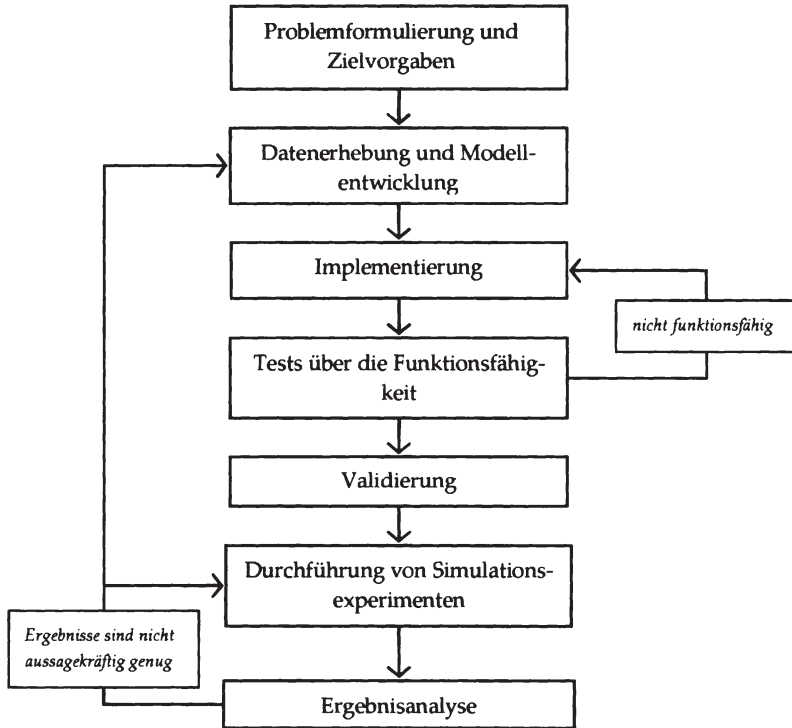 Problemformulierung und
Zielvorgaben
Datenerhebung und Modell-
entwicklung
Implementierung
nicht funktionsfähig
Tests über die Funktionsfähig-
keit
Validierung
Durchführung von Simulations-
experimenten
Ergebnisse sind nicht
aussagekräftig genug
Ergebnisanalyse